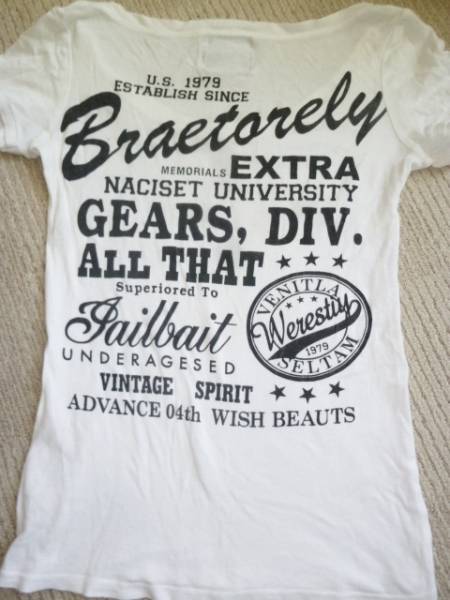 U.S. 1979
ESTABLISH SINCE
Braetorely
MEMORIALS EXTRA
NACISET UNIVERSITY
GEARS, DIV.
ALL THAT
Superiored To
Jailbait
UNDERAGESED
VENITLA
Werestuy
1979
SELTAM
VINTAGE SPIRIT
ADVANCE 04th WISH BEAUTS